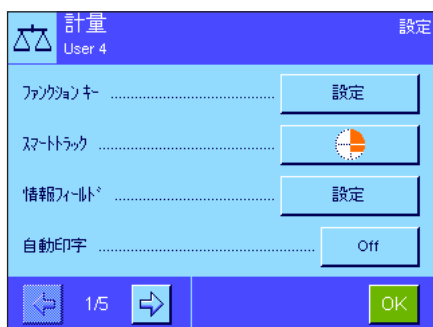 計量
設定
User 4
ファンクション キー ........................................ 設定
スマートトラック ........................................
情報フィールド ........................................ 設定
自動印字 ........................................ Off
1/5
OK